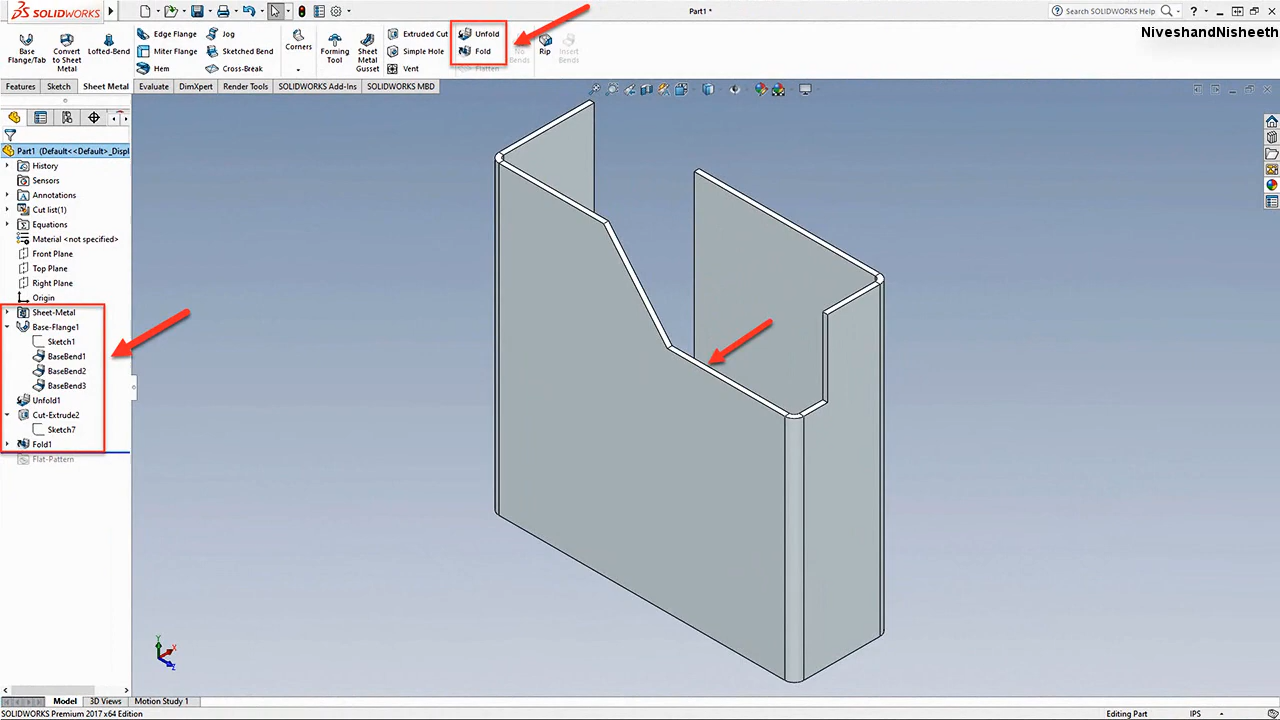 SOLIDWORKS
Part1 *
Search SOLIDWORKS Help
NiveshandNisheeth
Base
Flange/Tab
Convert
to Sheet
Metal
Lofted-Bend
Edge Flange
Miter Flange
Hem
Jog
Sketched Bend
Cross-Break
Corners
Forming
Tool
Sheet
Metal
Gusset
Extruded Cut
Simple Hole
Vent
Unfold
Fold
Flatten
No
Bends
Rip
Insert
Bends
Features
Sketch
Sheet Metal
Evaluate
DimXpert
Render Tools
SOLIDWORKS Add-Ins
SOLIDWORKS MBD
Part1 (Default<<Default>_Displ
History
Sensors
Annotations
Cut list(1)
Equations
Material <not specified>
Front Plane
Top Plane
Right Plane
Origin
Sheet-Metal
Base-Flange1
Sketch1
BaseBend1
BaseBend2
BaseBend3
Unfold1
Cut-Extrude2
Sketch7
Fold1
Flat-Pattern
Y
X
Z
Model
3D Views
Motion Study 1
SOLIDWORKS Premium 2017 x64 Edition
Editing Part
IPS